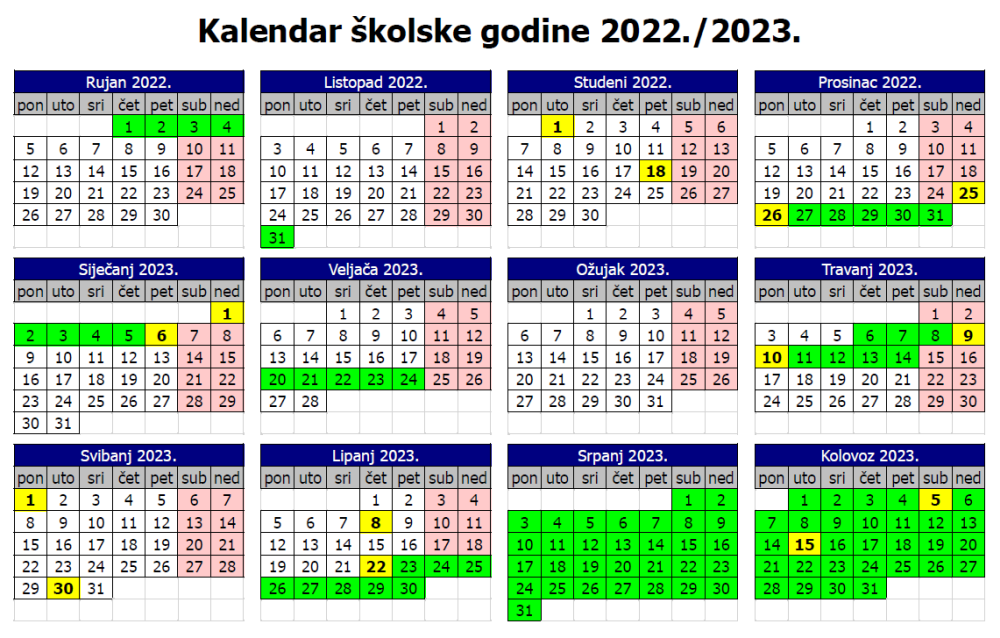 Kalendar školske godine 2022./2023.
Rujan 2022.
pon uto sri čet pet sub ned
1 2 3 4
5 6 7 8 9 10 11
12 13 14 15 16 17 18
19 20 21 22 23 24 25
26 27 28 29 30
Listopad 2022.
pon uto sri čet pet sub ned
1 2
3 4 5 6 7 8 9
10 11 12 13 14 15 16
17 18 19 20 21 22 23
24 25 26 27 28 29 30
31
Studeni 2022.
pon uto sri čet pet sub ned
1 2 3 4 5 6
7 8 9 10 11 12 13
14 15 16 17 18 19 20
21 22 23 24 25 26 27
28 29 30
Prosinac 2022.
pon uto sri čet pet sub ned
1 2 3 4
5 6 7 8 9 10 11
12 13 14 15 16 17 18
19 20 21 22 23 24 25
26 27 28 29 30 31
Siječanj 2023.
pon uto sri čet pet sub ned
1
2 3 4 5 6 7 8
9 10 11 12 13 14 15
16 17 18 19 20 21 22
23 24 25 26 27 28 29
30 31
Veljača 2023.
pon uto sri čet pet sub ned
1 2 3 4 5
6 7 8 9 10 11 12
13 14 15 16 17 18 19
20 21 22 23 24 25 26
27 28
Ožujak 2023.
pon uto sri čet pet sub ned
1 2 3 4 5
6 7 8 9 10 11 12
13 14 15 16 17 18 19
20 21 22 23 24 25 26
27 28 29 30 31
Travanj 2023.
pon uto sri čet pet sub ned
1 2
3 4 5 6 7 8 9
10 11 12 13 14 15 16
17 18 19 20 21 22 23
24 25 26 27 28 29 30
Svibanj 2023.
pon uto sri čet pet sub ned
1 2 3 4 5 6 7
8 9 10 11 12 13 14
15 16 17 18 19 20 21
22 23 24 25 26 27 28
29 30 31
Lipanj 2023.
pon uto sri čet pet sub ned
1 2 3 4
5 6 7 8 9 10 11
12 13 14 15 16 17 18
19 20 21 22 23 24 25
26 27 28 29 30
Srpanj 2023.
pon uto sri čet pet sub ned
1 2
3 4 5 6 7 8 9
10 11 12 13 14 15 16
17 18 19 20 21 22 23
24 25 26 27 28 29 30
31
Kolovoz 2023.
pon uto sri čet pet sub ned
1 2 3 4 5 6
7 8 9 10 11 12 13
14 15 16 17 18 19 20
21 22 23 24 25 26 27
28 29 30 31